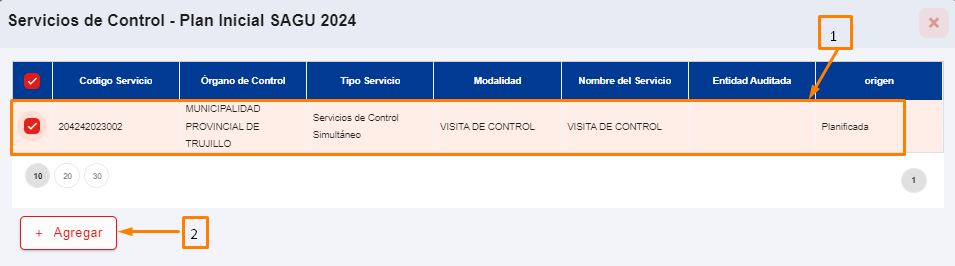 Servicios de Control - Plan Inicial SAGU 2024
1
Codigo Servicio Órgano de Control Tipo Servicio Modalidad Nombre del Servicio Entidad Auditada origen
204242023002 MUNICIPALIDAD PROVINCIAL DE TRUJILLO Servicios de Control Simultáneo VISITA DE CONTROL VISITA DE CONTROL Planificada
10 20 30 1
+ Agregar 2